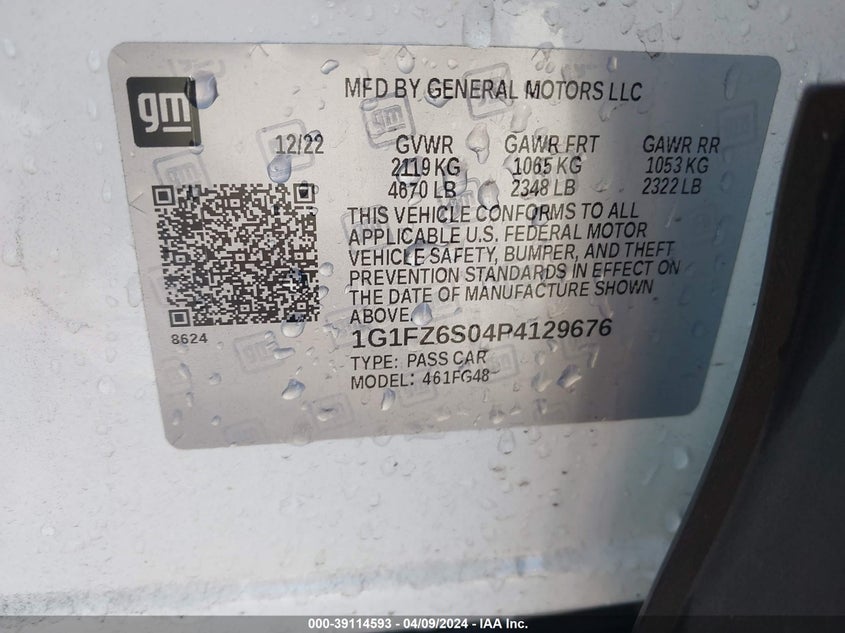 gm
MFD BY GENERAL MOTORS LLC
12/22 GVWR GAWR FRT GAWR RR
2119 KG 1065 KG 1053 KG
4670 LB 2348 LB 2322 LB
THIS VEHICLE CONFORMS TO ALL
APPLICABLE U.S. FEDERAL MOTOR
VEHICLE SAFETY, BUMPER, AND THEFT
PREVENTION STANDARDS IN EFFECT ON
THE DATE OF MANUFACTURE SHOWN
ABOVE.
8624
1G1FZ6S04P4129676
TYPE: PASS CAR
MODEL: 461FG48
000-39114593 - 04/09/2024 - IAA Inc.